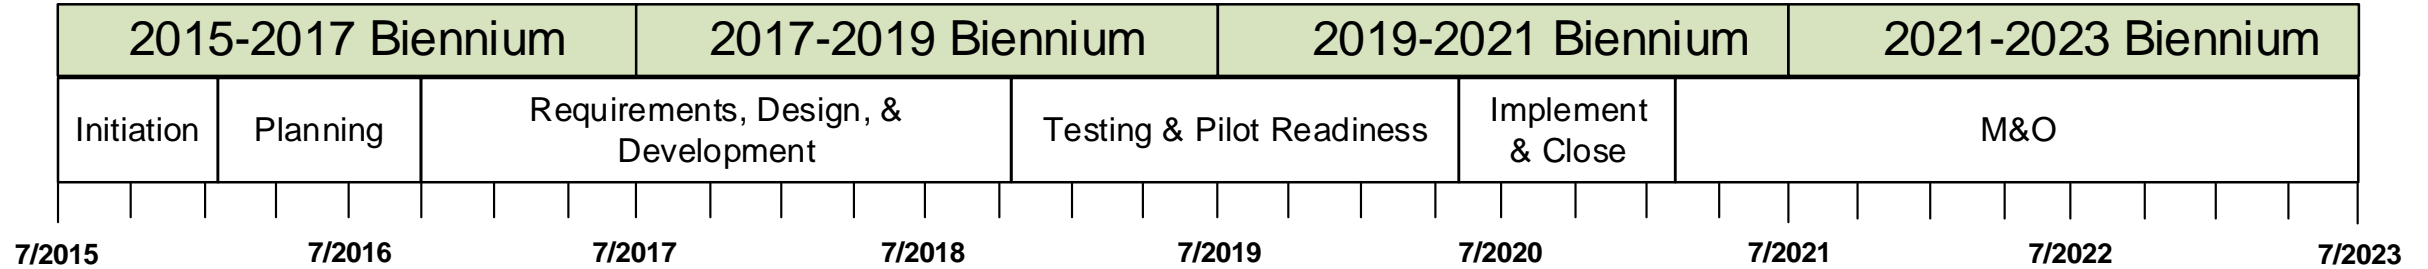 2015-2017 Biennium
2017-2019 Biennium
2019-2021 Biennium
2021-2023 Biennium
Initiation
Planning
Requirements, Design, &
Development
Testing & Pilot Readiness
Implement
& Close
M&O
7/2015
7/2016
7/2017
7/2018
7/2019
7/2020
7/2021
7/2022
7/2023